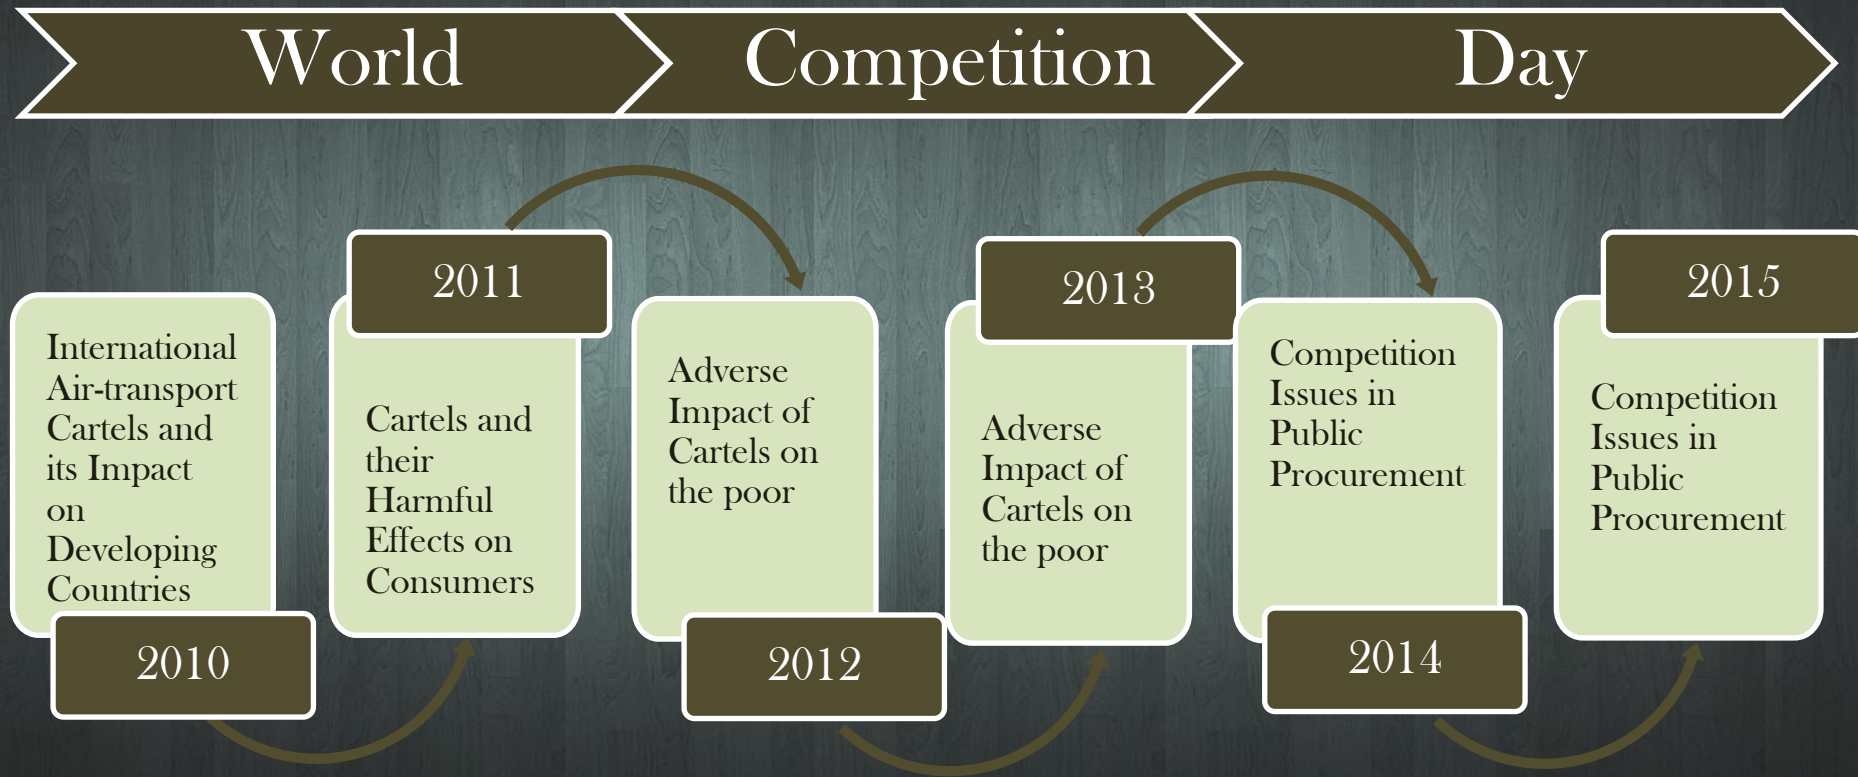 World
Competition
Day
International
Air-transport
Cartels and
its Impact
on
Developing
Countries
2010
2011
Cartels and
their
Harmful
Effects on
Consumers
Adverse
Impact of
Cartels on
the poor
2012
2013
Adverse
Impact of
Cartels on
the poor
Competition
Issues in
Public
Procurement
2014
2015
Competition
Issues in
Public
Procurement